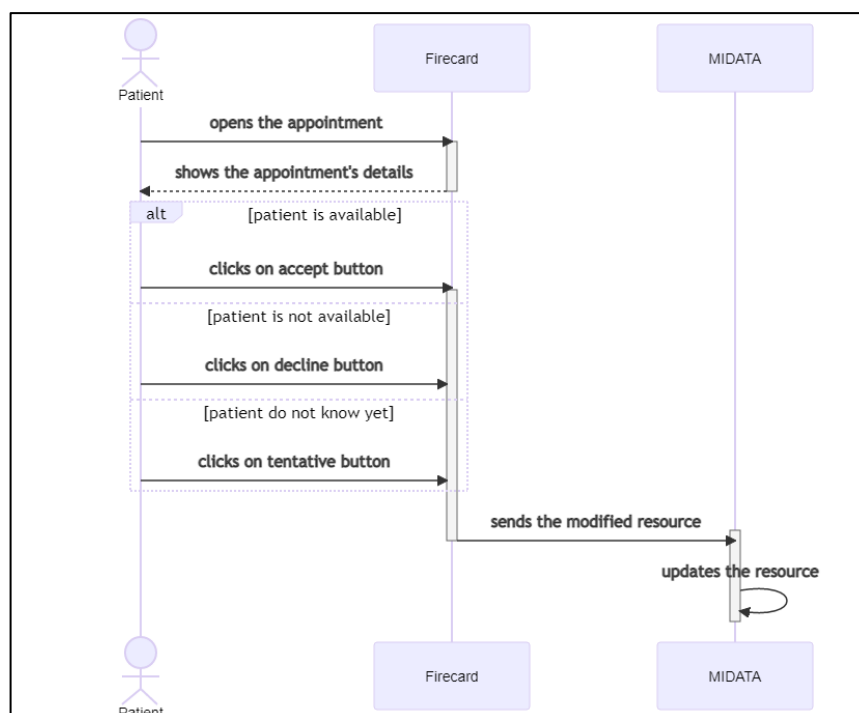 Patient
Firecard
MIDATA
opens the appointment
shows the appointment's details
alt
[patient is available]
clicks on accept button
[patient is not available]
clicks on decline button
[patient do not know yet]
clicks on tentative button
sends the modified resource
updates the resource
Patient
Firecard
MIDATA